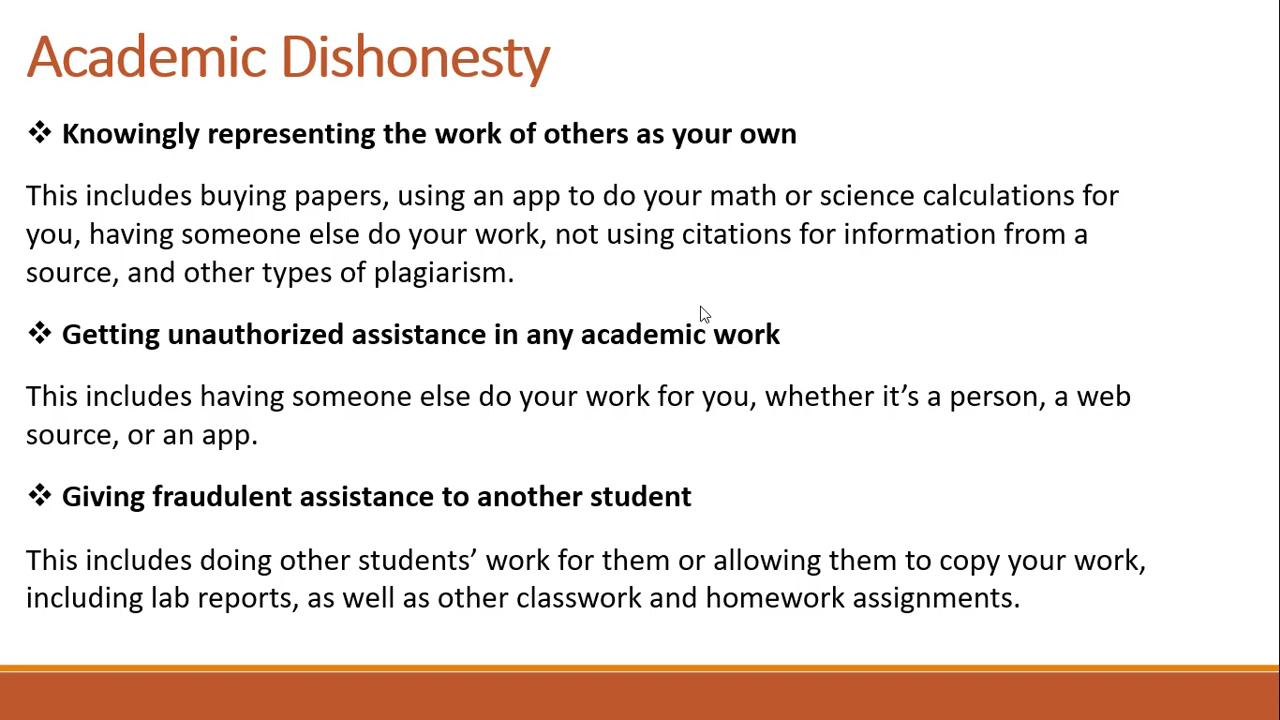 Academic Dishonesty
❖ Knowingly representing the work of others as your own
This includes buying papers, using an app to do your math or science calculations for
you, having someone else do your work, not using citations for information from a
source, and other types of plagiarism.
❖ Getting unauthorized assistance in any academic work
This includes having someone else do your work for you, whether it’s a person, a web
source, or an app.
❖ Giving fraudulent assistance to another student
This includes doing other students’ work for them or allowing them to copy your work,
including lab reports, as well as other classwork and homework assignments.